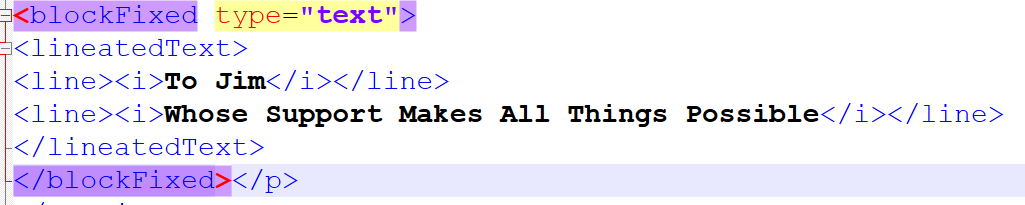 <blockFixed type="text">
<lineatedText>
<line><i>To Jim</i></line>
<line><i>Whose Support Makes All Things Possible</i></line>
</lineatedText>
</blockFixed></p>